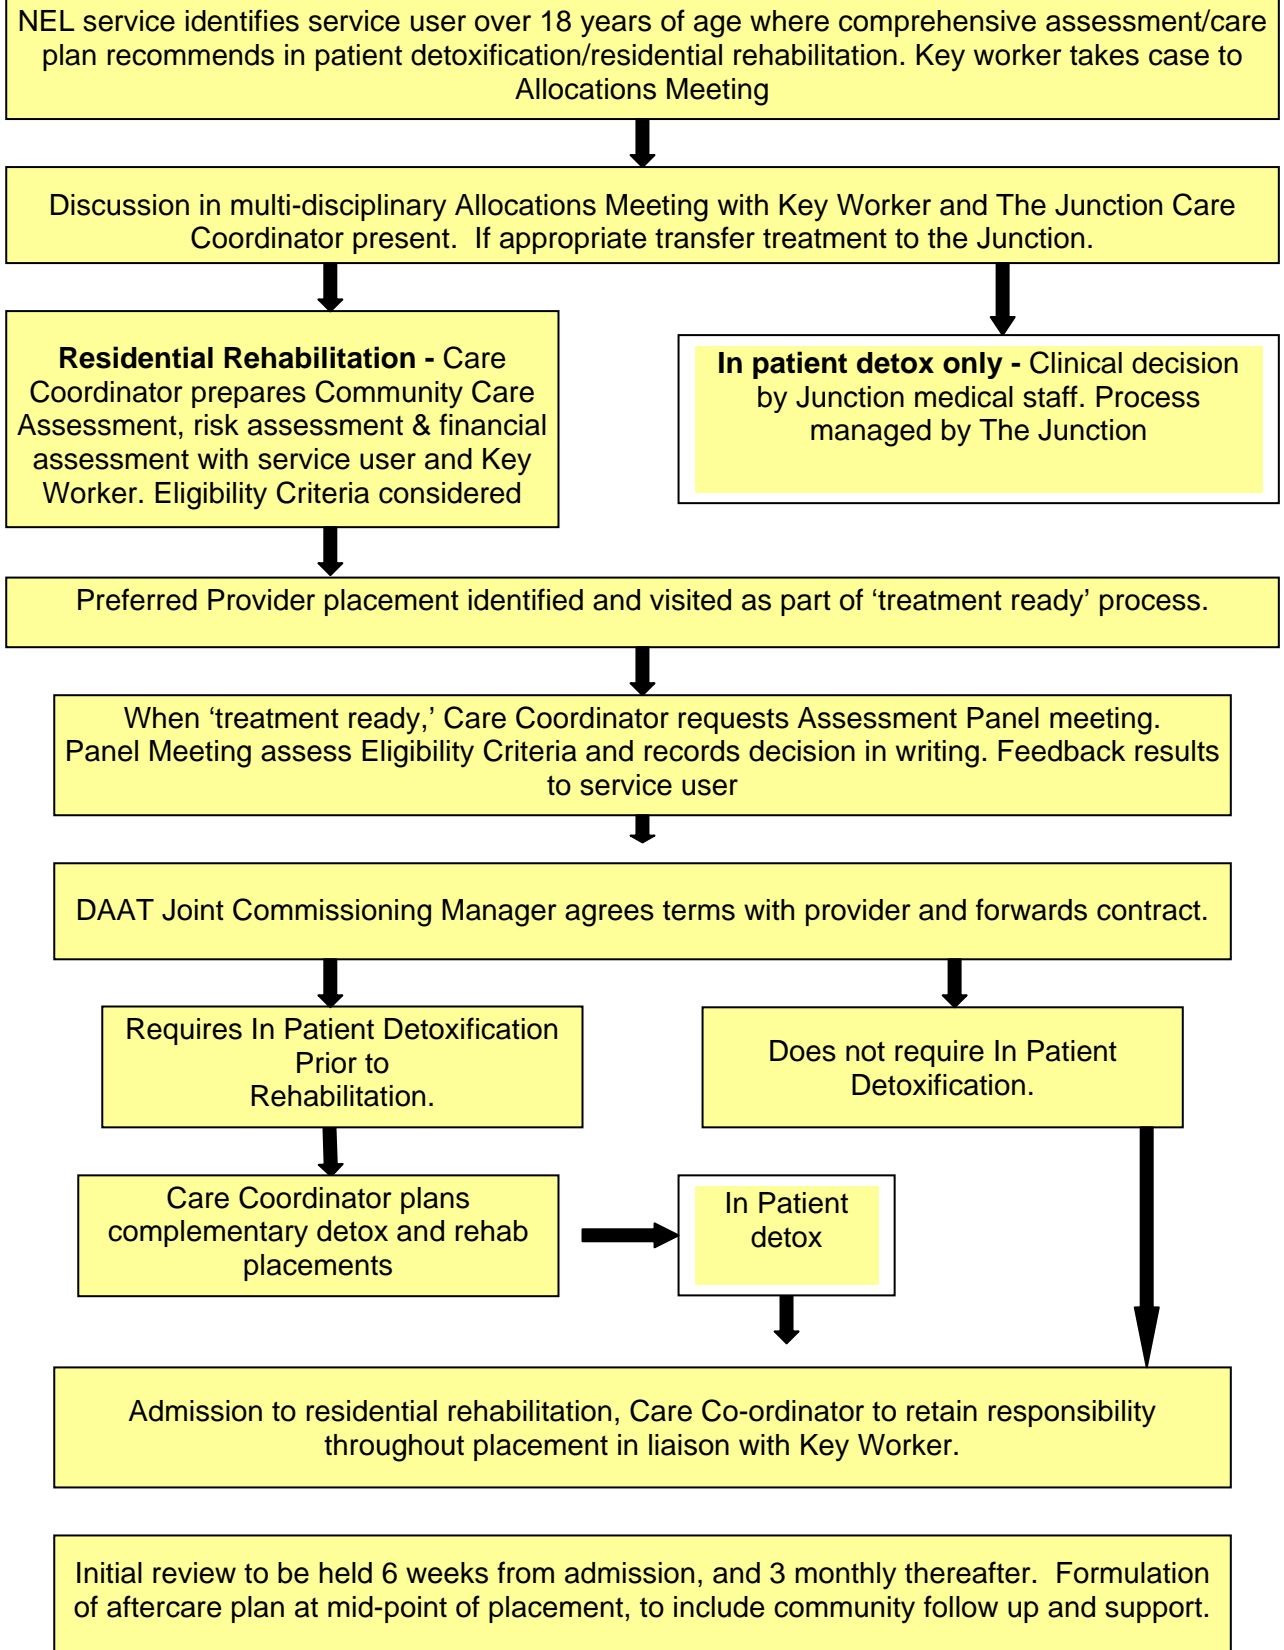 NEL service identifies service user over 18 years of age where comprehensive assessment/care
plan recommends in patient detoxification/residential rehabilitation. Key worker takes case to
Allocations Meeting
Discussion in multi-disciplinary Allocations Meeting with Key Worker and The Junction Care
Coordinator present.  If appropriate transfer treatment to the Junction.
Residential Rehabilitation - Care
Coordinator prepares Community Care
Assessment, risk assessment & financial
assessment with service user and Key
Worker. Eligibility Criteria considered
In patient detox only - Clinical decision
by Junction medical staff. Process
managed by The Junction
Preferred Provider placement identified and visited as part of ‘treatment ready’ process.
When ‘treatment ready,’ Care Coordinator requests Assessment Panel meeting.
Panel Meeting assess Eligibility Criteria and records decision in writing. Feedback results
to service user
DAAT Joint Commissioning Manager agrees terms with provider and forwards contract.
Requires In Patient Detoxification
Prior to
Rehabilitation.
Does not require In Patient
Detoxification.
Care Coordinator plans
complementary detox and rehab
placements
In Patient
detox
Admission to residential rehabilitation, Care Co-ordinator to retain responsibility
throughout placement in liaison with Key Worker.
Initial review to be held 6 weeks from admission, and 3 monthly thereafter.  Formulation
of aftercare plan at mid-point of placement, to include community follow up and support.